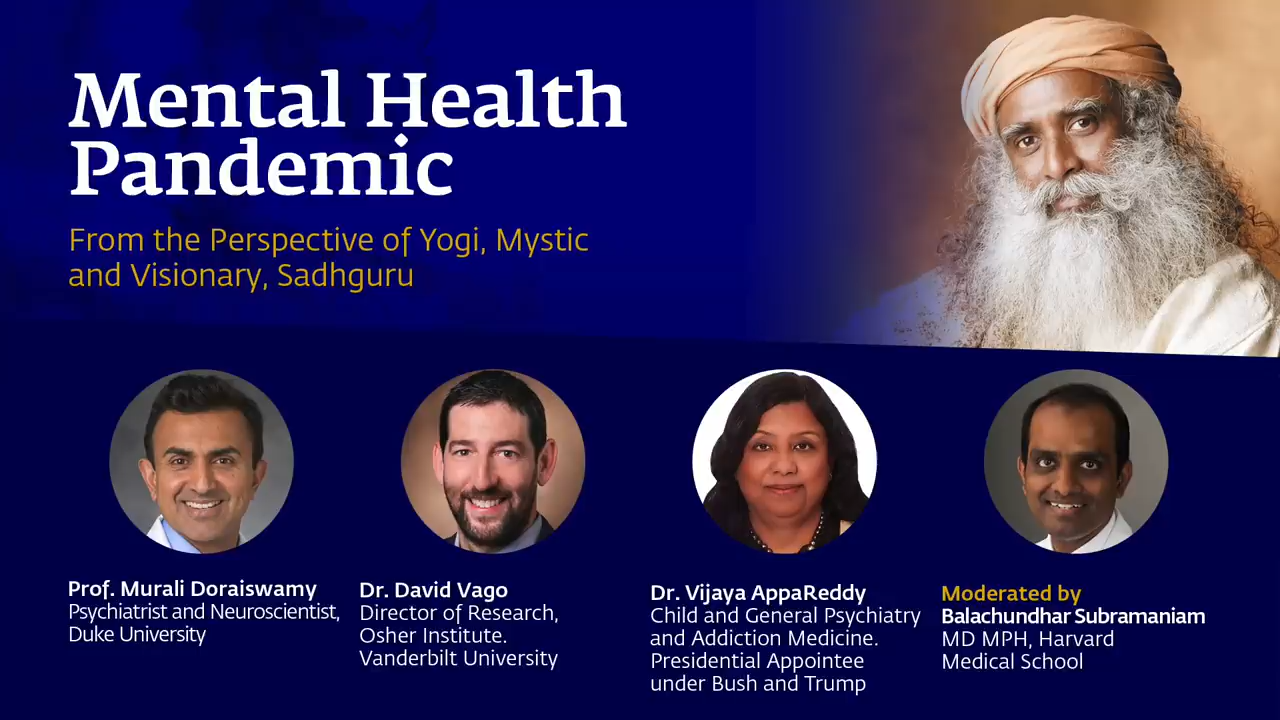 Mental Health
Pandemic
From the Perspective of Yogi, Mystic
and Visionary, Sadhguru
Prof. Murali Doraiswamy
Psychiatrist and Neuroscientist,
Duke University
Dr. David Vago
Director of Research,
Osher Institute.
Vanderbilt University
Dr. Vijaya AppaReddy
Child and General Psychiatry
and Addiction Medicine.
Presidential Appointee
under Bush and Trump
Moderated by
Balachundhar Subramaniam
MD MPH, Harvard
Medical School